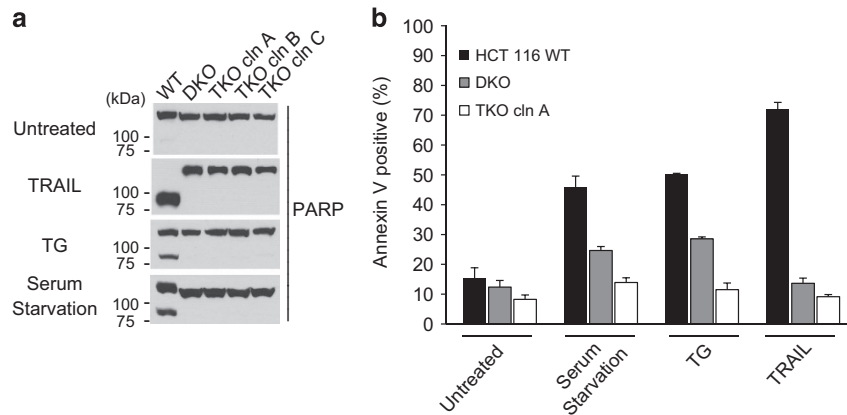 a
WT
DKO
TKO cln A
TKO cln B
TKO cln C
(kDa)
Untreated
100
75
TRAIL
100
75
PARP
TG
100
75
Serum
Starvation
100
75
b
Annexin V positive (%)
100
90
80
70
60
50
40
30
20
10
0
HCT 116 WT
DKO
TKO cln A
Untreated
Serum
Starvation
TG
TRAIL